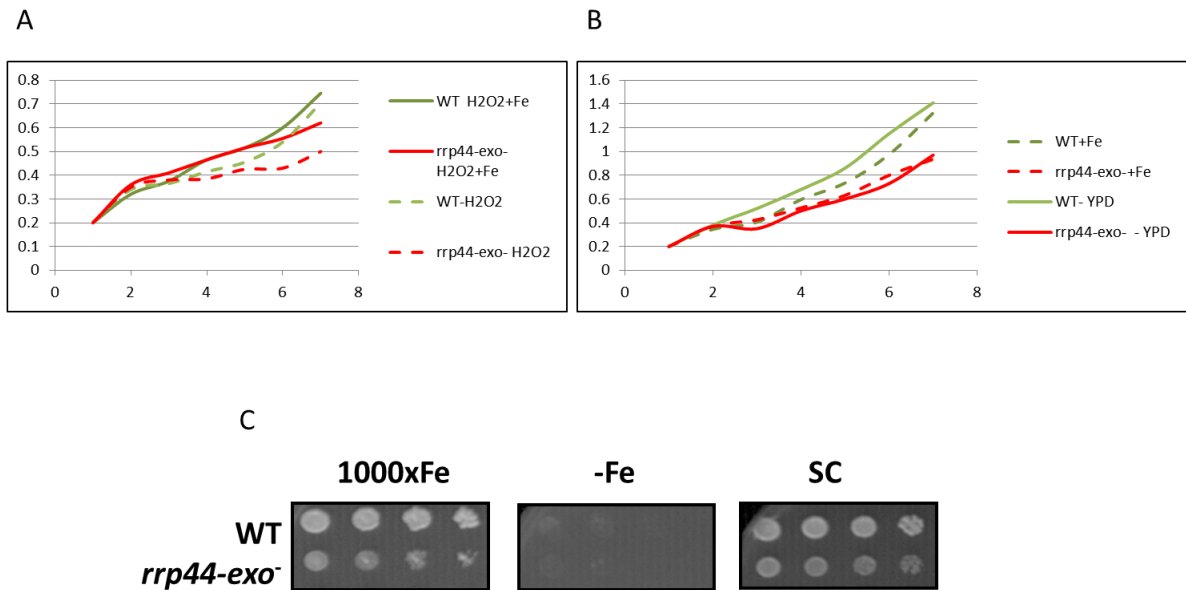 A
B
0.8
0.7
0.6
0.5
0.4
0.3
0.2
0.1
0
0
2
4
6
8
WT H2O2+Fe
rrp44-exo-
H2O2+Fe
WT-H2O2
rrp44-exo- H2O2
1.6
1.4
1.2
1
0.8
0.6
0.4
0.2
0
0
2
4
6
8
WT+Fe
rrp44-exo-+Fe
WT- YPD
rrp44-exo- - YPD
C
1000xFe
-Fe
SC
WT
rrp44-exo⁻